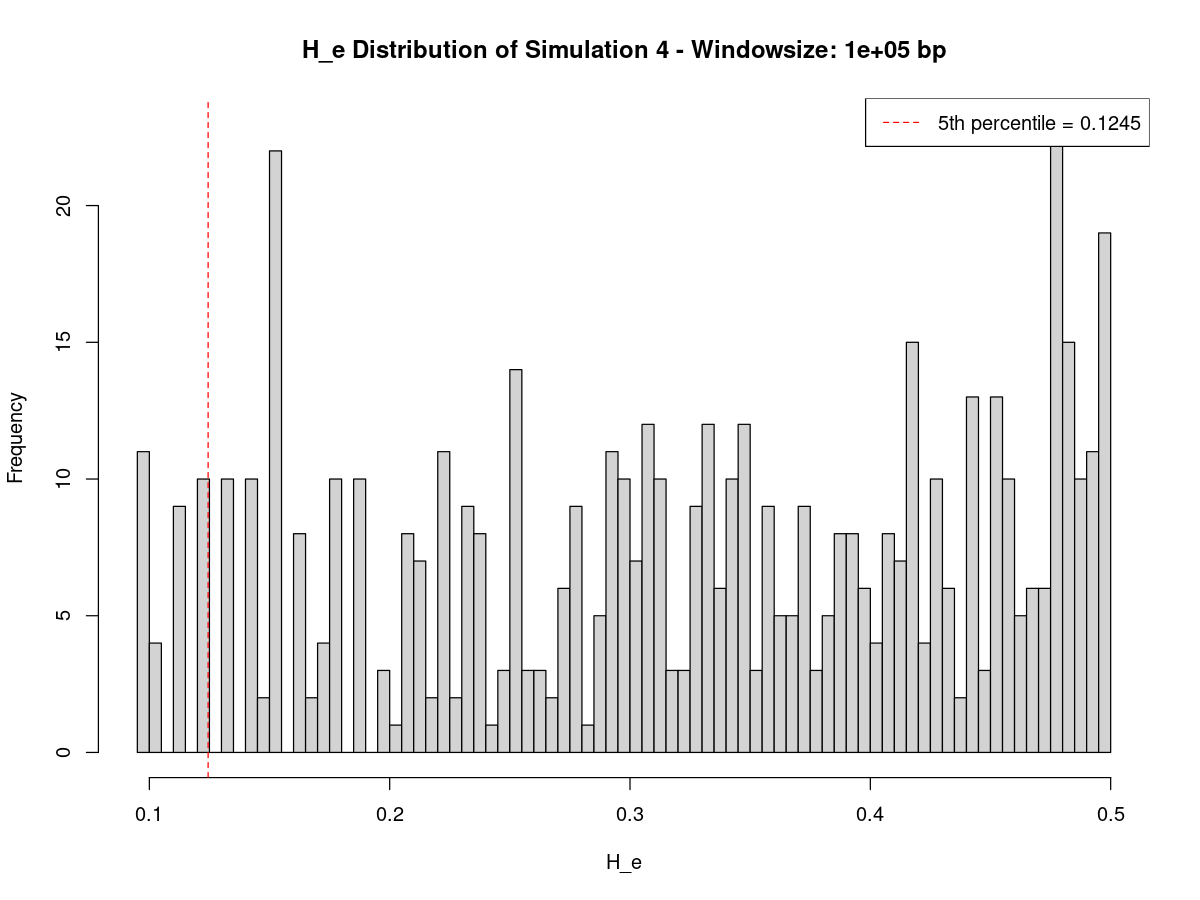 H_e Distribution of Simulation 4 - Windowsize: 1e+05 bp
5th percentile = 0.1245
Frequency
20
15
10
5
0
0.1 0.2 0.3 0.4 0.5
H_e